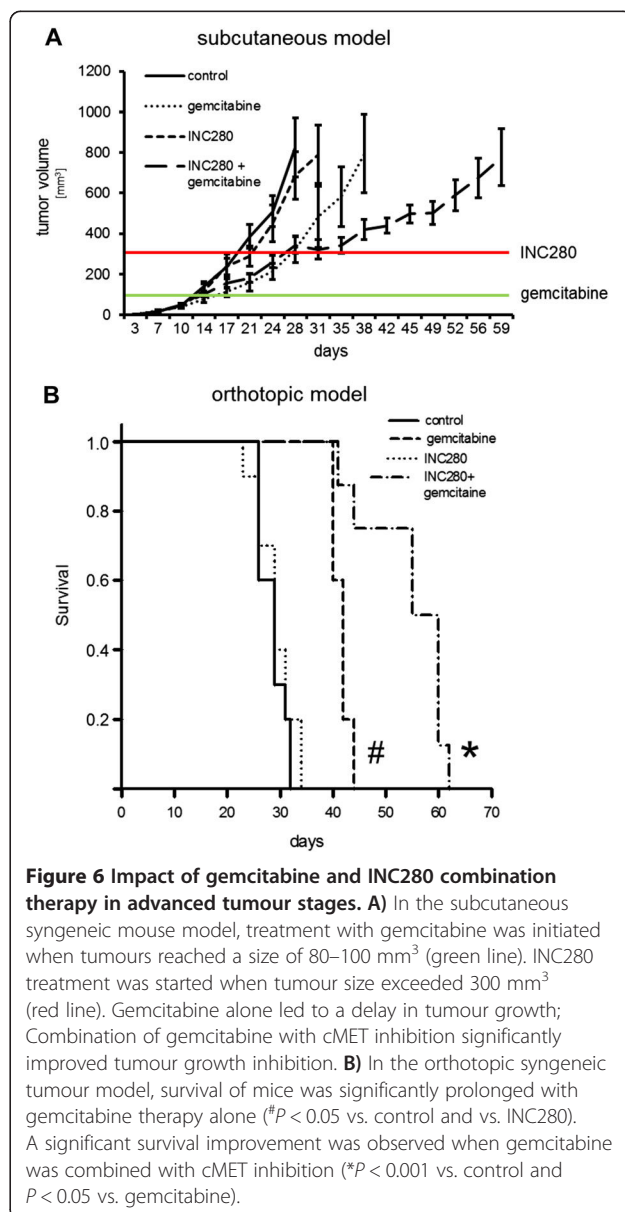 A
subcutaneous model
control
gemcitabine
INC280
INC280 +
gemcitabine
tumor volume
[mm³]
1200
1000
800
600
400
200
0
INC280
gemcitabine
3 7 10 14 17 21 24 28 31 35 38 42 45 49 52 56 59
days
B
orthotopic model
control
gemcitabine
INC280
INC280+
gemcitaine
Survival
1.0
0.8
0.6
0.4
0.2
# *
0 10 20 30 40 50 60 70
days
Figure 6 Impact of gemcitabine and INC280 combination
therapy in advanced tumour stages. A) In the subcutaneous
syngeneic mouse model, treatment with gemcitabine was initiated
when tumours reached a size of 80–100 mm³ (green line). INC280
treatment was started when tumour size exceeded 300 mm³
(red line). Gemcitabine alone led to a delay in tumour growth;
Combination of gemcitabine with cMET inhibition significantly
improved tumour growth inhibition. B) In the orthotopic syngeneic
tumour model, survival of mice was significantly prolonged with
gemcitabine therapy alone (#P < 0.05 vs. control and vs. INC280).
A significant survival improvement was observed when gemcitabine
was combined with cMET inhibition (*P < 0.001 vs. control and
P < 0.05 vs. gemcitabine).